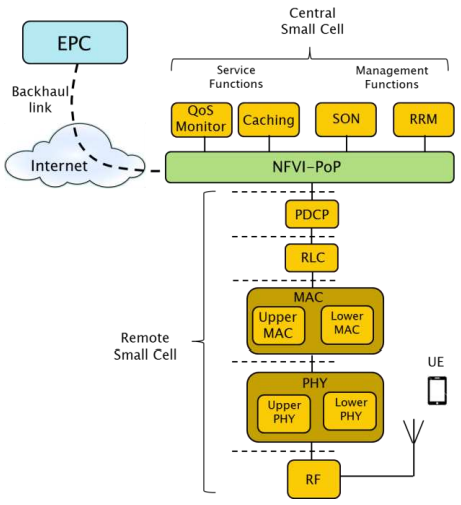 Central
Small Cell
EPC
Service
Functions
Management
Functions
Backhaul
link
QoS
Monitor
Caching
SON
RRM
Internet
NFVI-PoP
PDCP
RLC
MAC
Upper
MAC
Lower
MAC
Remote
Small Cell
UE
PHY
Upper
PHY
Lower
PHY
RF